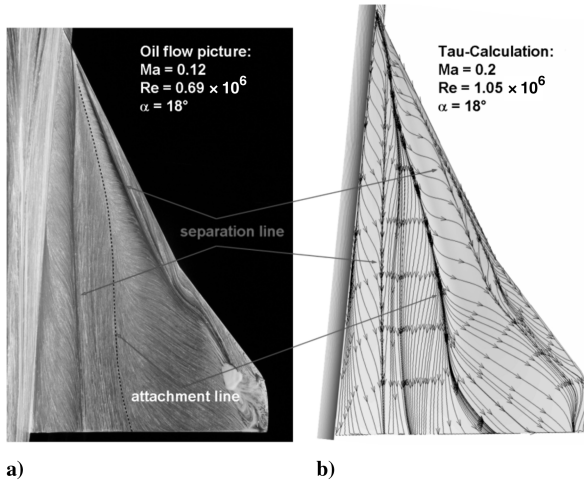 Oil flow picture:
Ma = 0.12
Re = 0.69 × 10⁶
α = 18°
Tau-Calculation:
Ma = 0.2
Re = 1.05 × 10⁶
α = 18°
separation line
attachment line
a)
b)